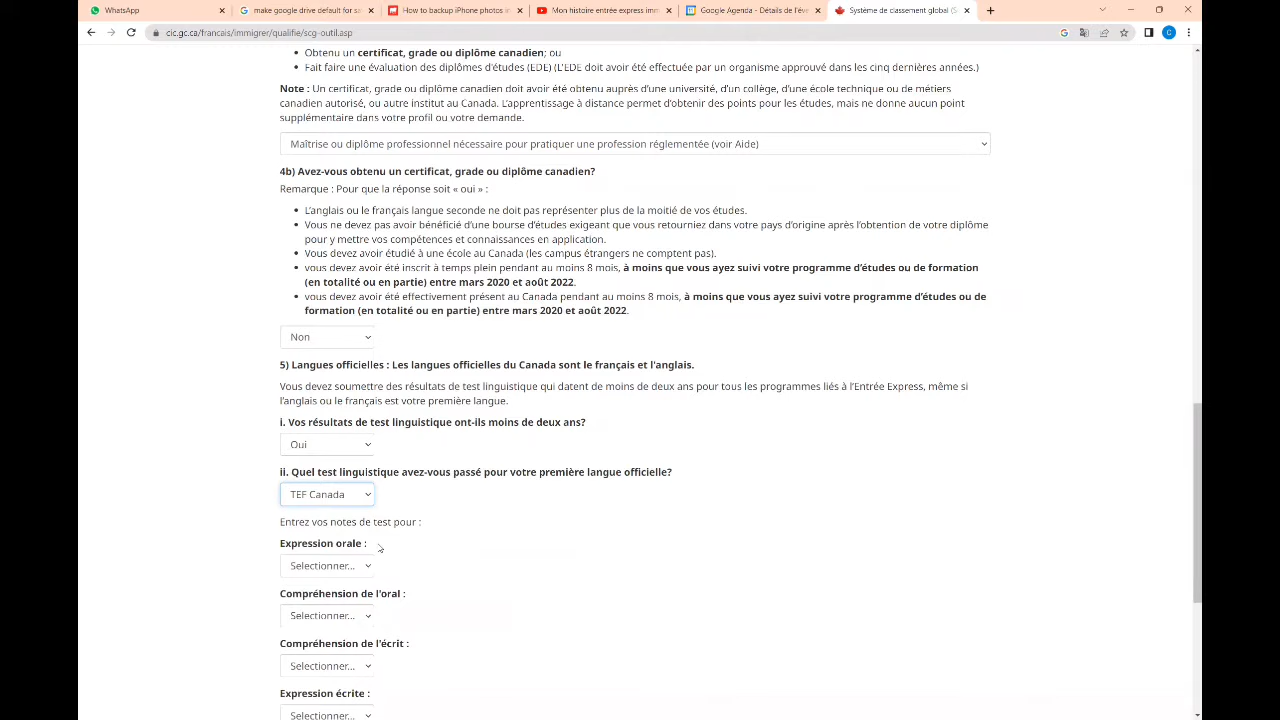 WhatsApp
make google drive default for sa
How to backup iPhone photos in
Mon histoire entrée express imm
Google Agenda - Détails de l'éve
Système de classement global (S
cic.gc.ca/francais/immigrer/qualifie/scg-outil.asp
C
Obtenu un certificat, grade ou diplôme canadien; ou
Fait faire une évaluation des diplômes d'études (EDE) (L'EDE doit avoir été effectuée par un organisme approuvé dans les cinq dernières années.)
Note : Un certificat, grade ou diplôme canadien doit avoir été obtenu auprès d'une université, d'un collège, d'une école technique ou de métiers
canadien autorisé, ou autre institut au Canada. L'apprentissage à distance permet d'obtenir des points pour les études, mais ne donne aucun point
supplémentaire dans votre profil ou votre demande.
Maîtrise ou diplôme professionnel nécessaire pour pratiquer une profession réglementée (voir Aide)
4b) Avez-vous obtenu un certificat, grade ou diplôme canadien?
Remarque : Pour que la réponse soit « oui » :
L'anglais ou le français langue seconde ne doit pas représenter plus de la moitié de vos études.
Vous ne devez pas avoir bénéficié d'une bourse d'études exigeant que vous retourniez dans votre pays d'origine après l'obtention de votre diplôme
pour y mettre vos compétences et connaissances en application.
Vous devez avoir étudié à une école au Canada (les campus étrangers ne comptent pas).
vous devez avoir été inscrit à temps plein pendant au moins 8 mois, à moins que vous ayez suivi votre programme d'études ou de formation
(en totalité ou en partie) entre mars 2020 et août 2022.
vous devez avoir été effectivement présent au Canada pendant au moins 8 mois, à moins que vous ayez suivi votre programme d'études ou de
formation (en totalité ou en partie) entre mars 2020 et août 2022.
Non
5) Langues officielles : Les langues officielles du Canada sont le français et l'anglais.
Vous devez soumettre des résultats de test linguistique qui datent de moins de deux ans pour tous les programmes liés à l'Entrée Express, même si
l'anglais ou le français est votre première langue.
i. Vos résultats de test linguistique ont-ils moins de deux ans?
Oui
ii. Quel test linguistique avez-vous passé pour votre première langue officielle?
TEF Canada
Entrez vos notes de test pour :
Expression orale :
Selectionner...
Compréhension de l'oral :
Selectionner...
Compréhension de l'écrit :
Selectionner...
Expression écrite :
Selectionner...